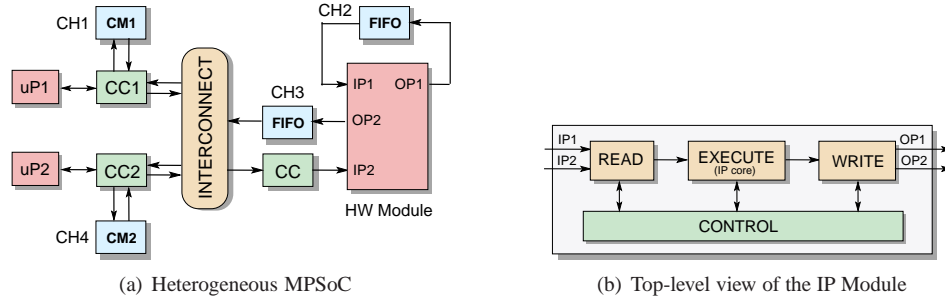 CH1
CM1
CH2
FIFO
uP1
CC1
INTERCONNECT
CH3
FIFO
IP1
OP1
OP2
IP2
uP2
CC2
CC
HW Module
CH4
CM2
(a) Heterogeneous MPSoC
IP1
IP2
READ
EXECUTE
(IP core)
WRITE
OP1
OP2
CONTROL
(b) Top-level view of the IP Module